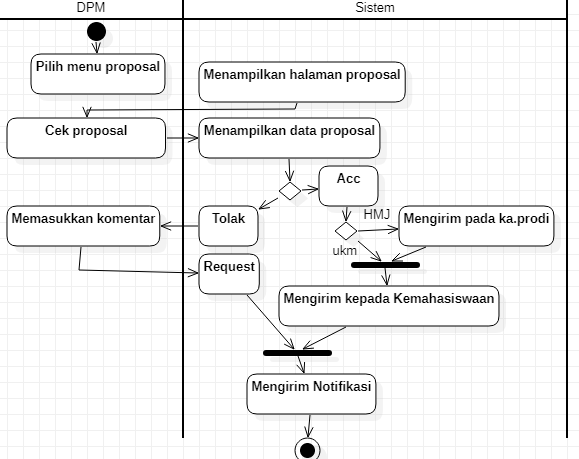 DPM
Sistem
Pilih menu proposal
Menampilkan halaman proposal
Cek proposal
Menampilkan data proposal
Acc
Memasukkan komentar
Tolak
HMJ
Mengirim pada ka.prodi
ukm
Request
Mengirim kepada Kemahasiswaan
Mengirim Notifikasi